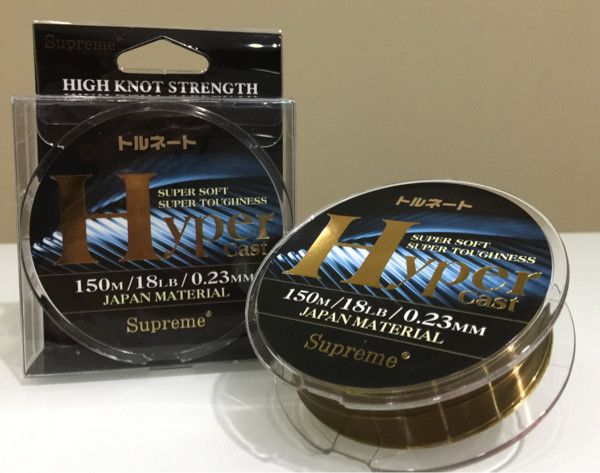 Supreme®
HIGH KNOT STRENGTH
トルネート
SUPER SOFT
SUPER TOUGHNESS
Hyper
Cast
150M/18LB/0.23MM
JAPAN MATERIAL
Supreme®
トルネート
SUPER SOFT
SUPER TOUGHNESS
Hyper
Cast
150M/18LB/0.23MM
JAPAN MATERIAL
Supreme®